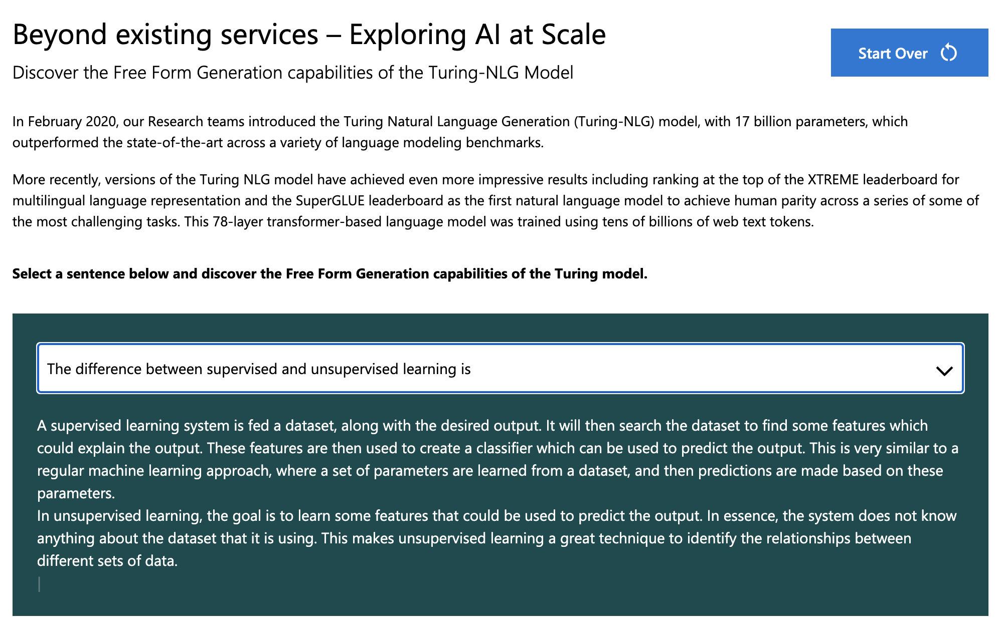 Beyond existing services – Exploring AI at Scale
Start Over
Discover the Free Form Generation capabilities of the Turing-NLG Model
In February 2020, our Research teams introduced the Turing Natural Language Generation (Turing-NLG) model, with 17 billion parameters, which
outperformed the state-of-the-art across a variety of language modeling benchmarks.
More recently, versions of the Turing NLG model have achieved even more impressive results including ranking at the top of the XTREME leaderboard for
multilingual language representation and the SuperGLUE leaderboard as the first natural language model to achieve human parity across a series of some of
the most challenging tasks. This 78-layer transformer-based language model was trained using tens of billions of web text tokens.
Select a sentence below and discover the Free Form Generation capabilities of the Turing model.
The difference between supervised and unsupervised learning is
A supervised learning system is fed a dataset, along with the desired output. It will then search the dataset to find some features which
could explain the output. These features are then used to create a classifier which can be used to predict the output. This is very similar to a
regular machine learning approach, where a set of parameters are learned from a dataset, and then predictions are made based on these
parameters.
In unsupervised learning, the goal is to learn some features that could be used to predict the output. In essence, the system does not know
anything about the dataset that it is using. This makes unsupervised learning a great technique to identify the relationships between
different sets of data.